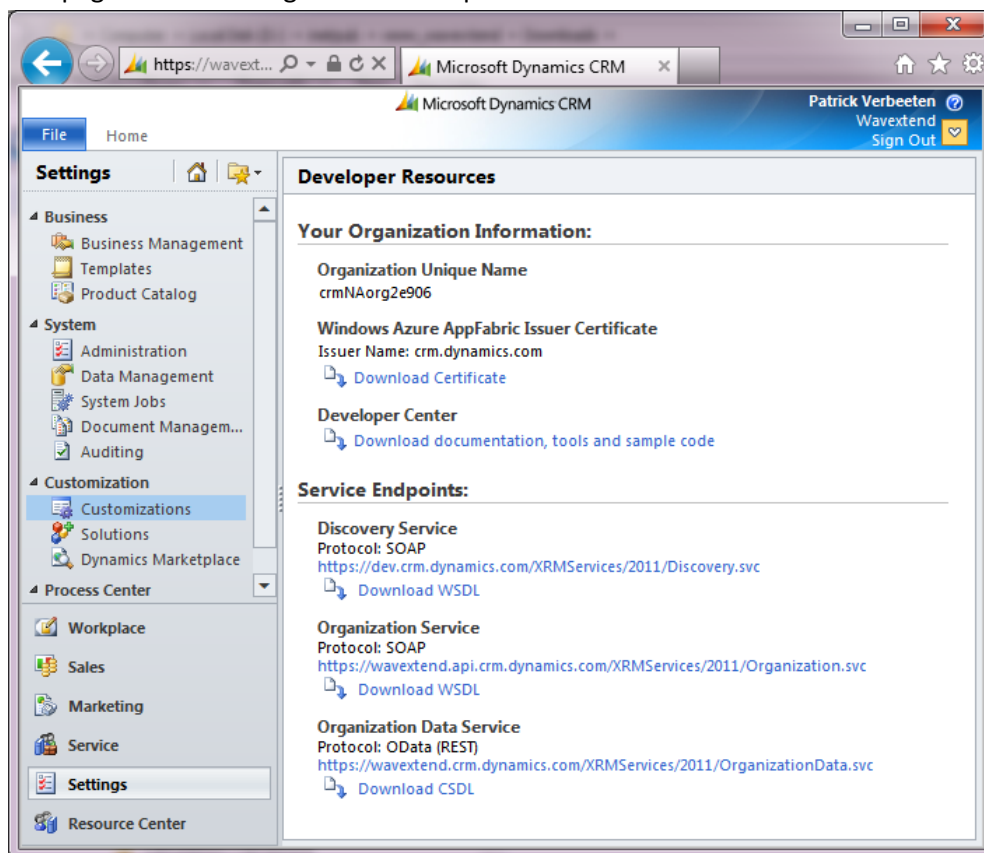 https://wavext...
Microsoft Dynamics CRM
Microsoft Dynamics CRM
Patrick Verbeeten
Wavextend
Sign Out
File
Home
Settings
Business
Business Management
Templates
Product Catalog
System
Administration
Data Management
System Jobs
Document Managem...
Auditing
Customization
Customizations
Solutions
Dynamics Marketplace
Process Center
Workplace
Sales
Marketing
Service
Settings
Resource Center
Developer Resources
Your Organization Information:
Organization Unique Name
crmNAorg2e906
Windows Azure AppFabric Issuer Certificate
Issuer Name: crm.dynamics.com
Download Certificate
Developer Center
Download documentation, tools and sample code
Service Endpoints:
Discovery Service
Protocol: SOAP
https://dev.crm.dynamics.com/XRMServices/2011/Discovery.svc
Download WSDL
Organization Service
Protocol: SOAP
https://wavextend.api.crm.dynamics.com/XRMServices/2011/Organization.svc
Download WSDL
Organization Data Service
Protocol: OData (REST)
https://wavextend.crm.dynamics.com/XRMServices/2011/OrganizationData.svc
Download CSDL